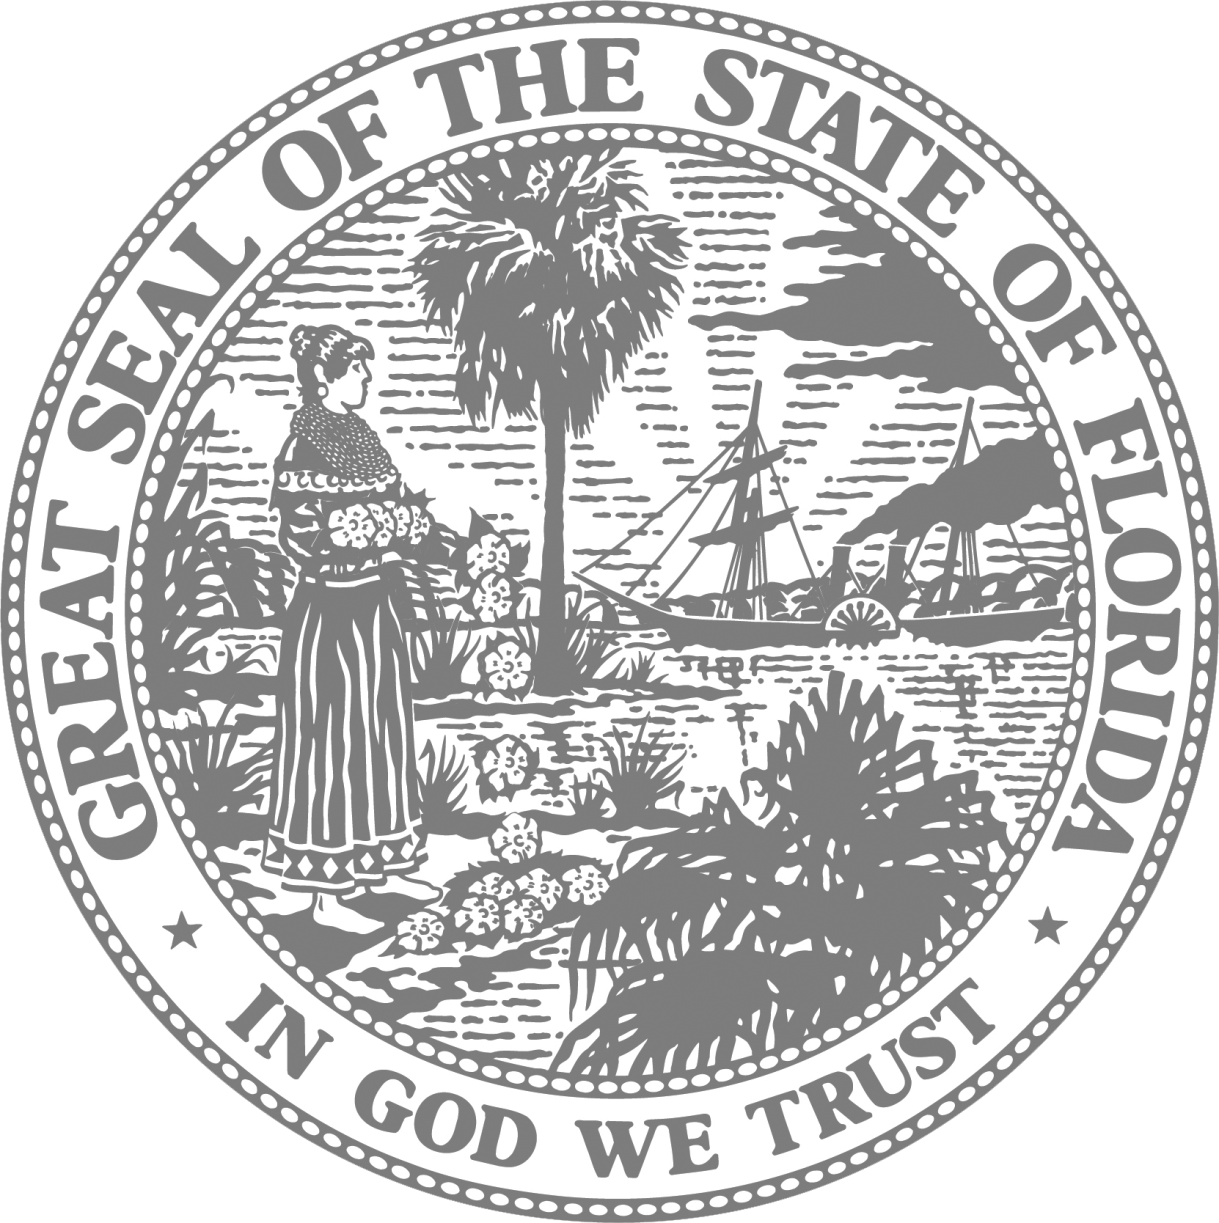 GREAT SEAL OF THE STATE OF FLORIDA
IN GOD WE TRUST